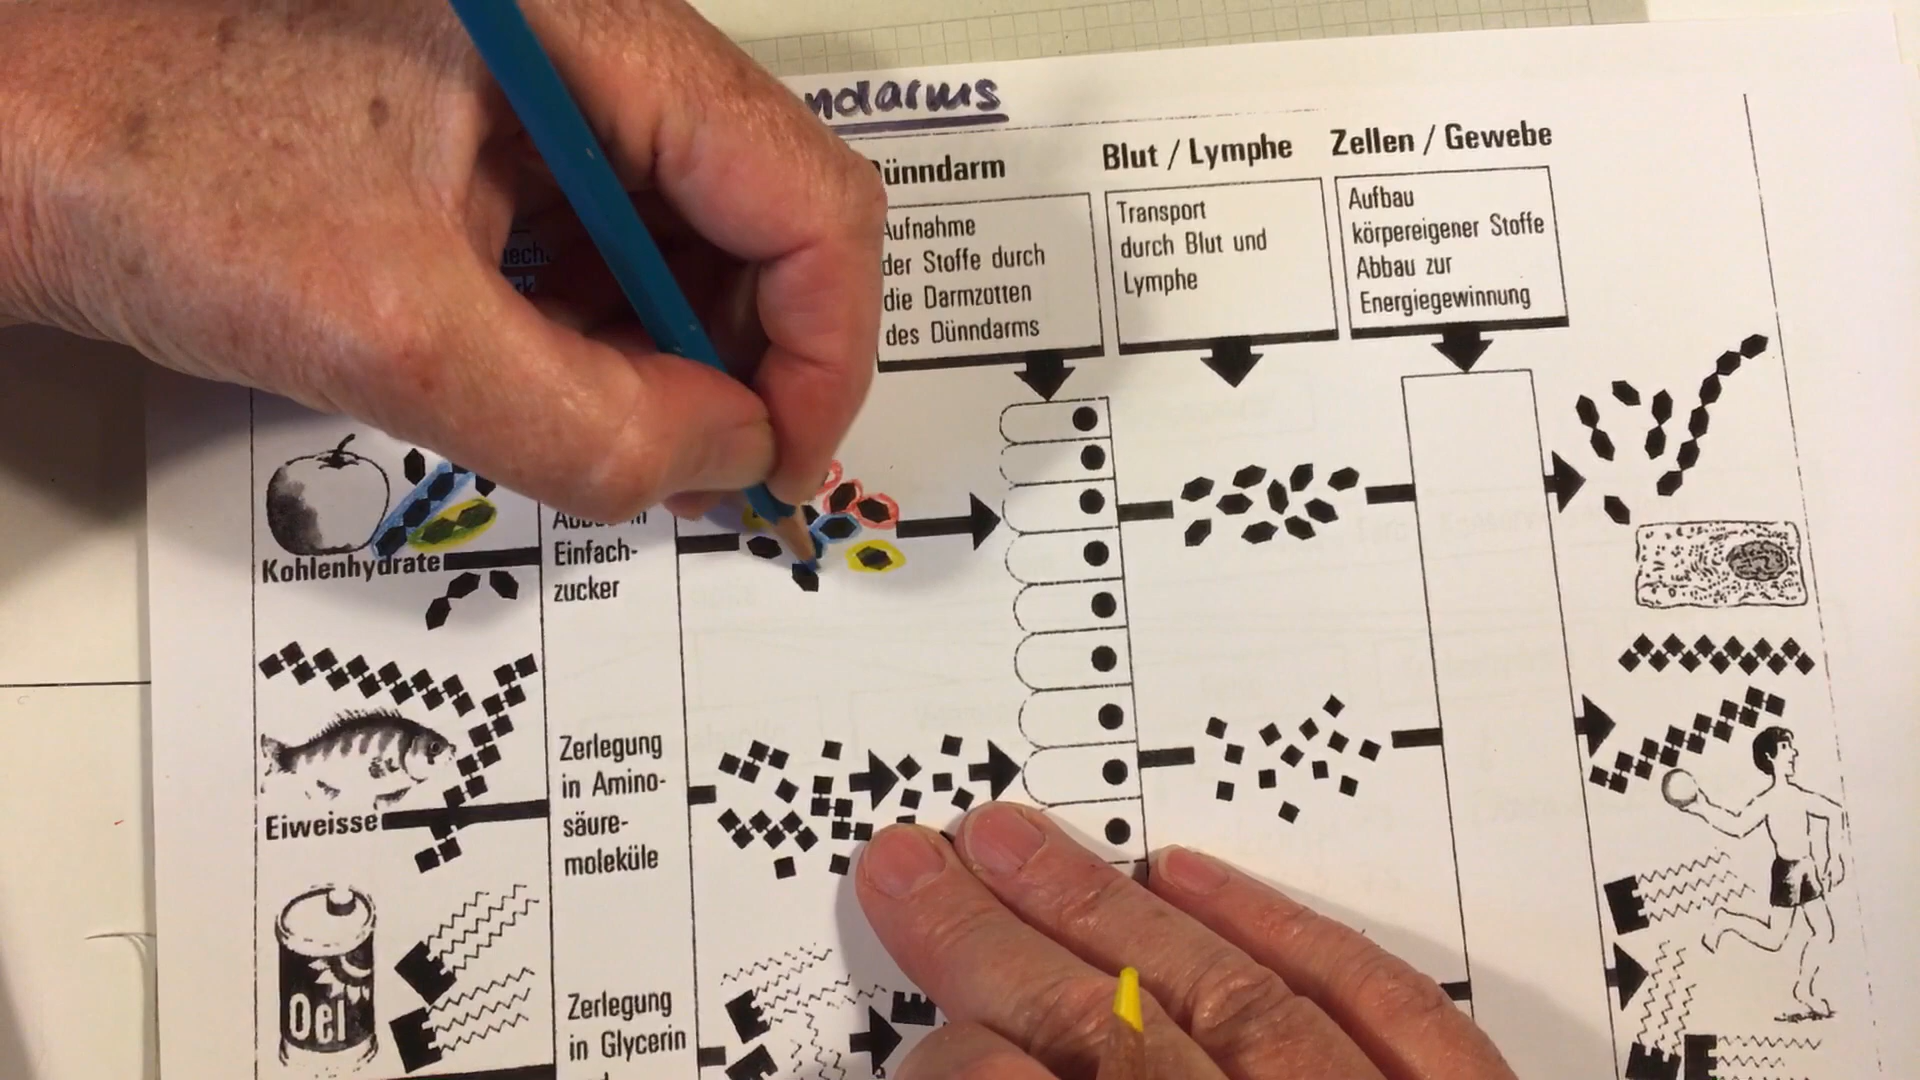 ndarms
ünndarm
Blut / Lymphe
Zellen / Gewebe
Aufnahme
der Stoffe durch
die Darmzotten
des Dünndarms
Transport
durch Blut und
Lymphe
Aufbau
körpereigener Stoffe
Abbau zur
Energiegewinnung
Kohlenhydrate
Einfach-
zucker
Eiweisse
Zerlegung
in Amino-
säure-
moleküle
Oel
Zerlegung
in Glycerin